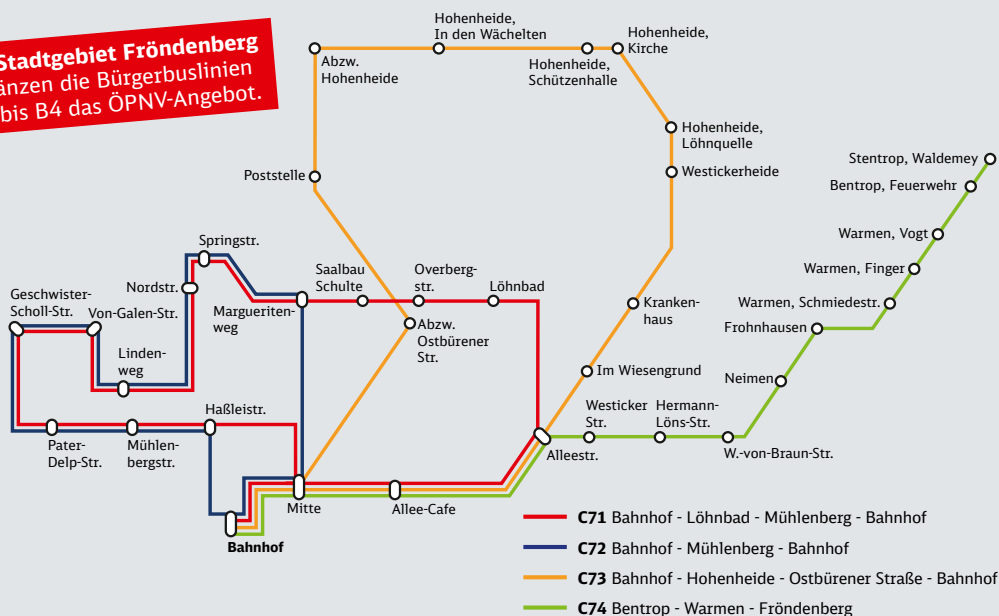 Stadtgebiet Fröndenberg
änzen die Bürgerbuslinien
bis B4 das ÖPNV-Angebot.
Hohenheide,
In den Wächelten
Hohenheide,
Kirche
Abzw.
Hohenheide
Hohenheide,
Schützenhalle
Hohenheide,
Löhnquelle
Stentrop, Waldemey
Westickerheide
Poststelle
Bentrop, Feuerwehr
Warmen, Vogt
Springstr.
Warmen, Finger
Nordstr.
Saalbau
Schulte
Overberg-
str.
Löhnbad
Geschwister-
Scholl-Str.
Von-Galen-Str.
Margueriten-
weg
Kranken-
haus
Warmen, Schmiedestr.
Abzw.
Ostbürener
Str.
Frohnhausen
Linden-
weg
Im Wiesengrund
Neimen
Haßleistr.
Westicker
Str.
Hermann-
Löns-Str.
Pater-
Delp-Str.
Mühlen-
bergstr.
Alleestr.
W.-von-Braun-Str.
Mitte
Allee-Cafe
Bahnhof
C71 Bahnhof - Löhnbad - Mühlenberg - Bahnhof
C72 Bahnhof - Mühlenberg - Bahnhof
C73 Bahnhof - Hohenheide - Ostbürener Straße - Bahnhof
C74 Bentrop - Warmen - Fröndenberg